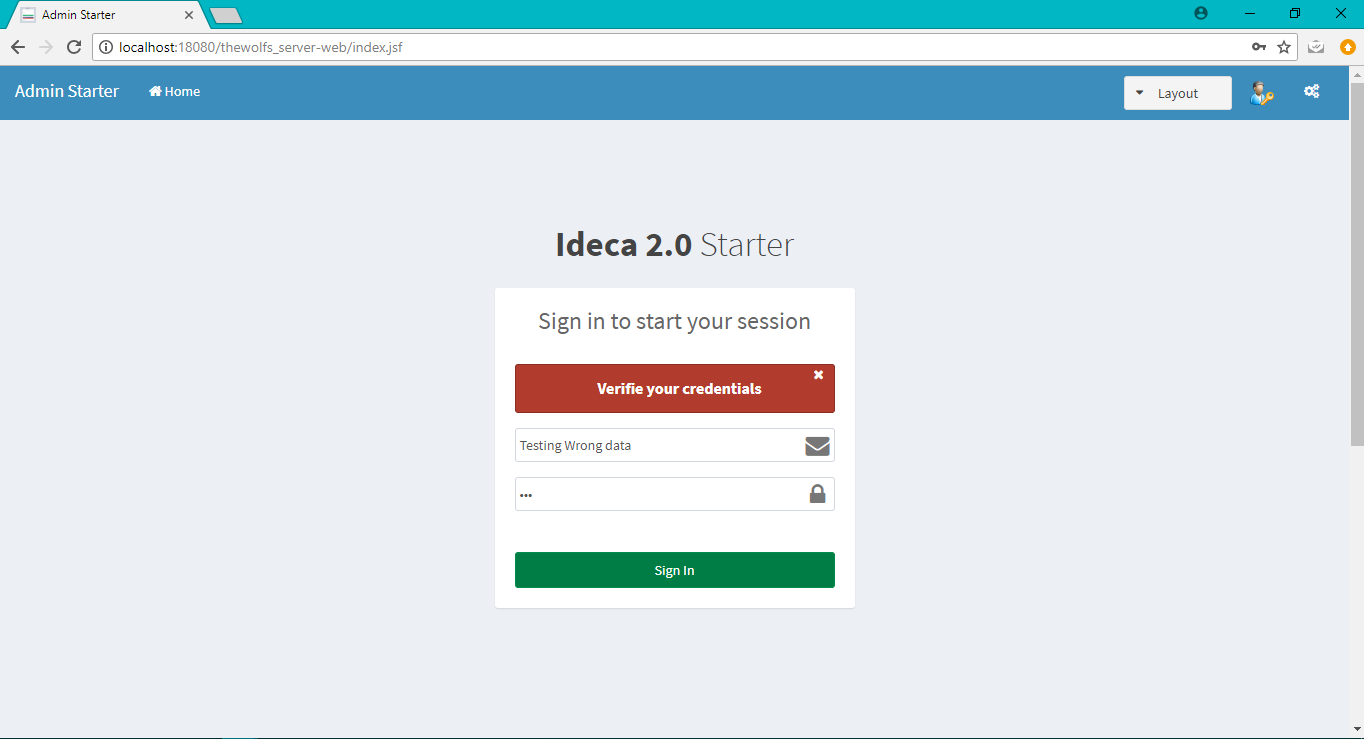 Admin Starter
localhost:18080/thewolfs_server-web/index.jsf
Admin Starter
Home
Layout
Ideca 2.0 Starter
Sign in to start your session
Verifie your credentials
Testing Wrong data
•••
Sign In